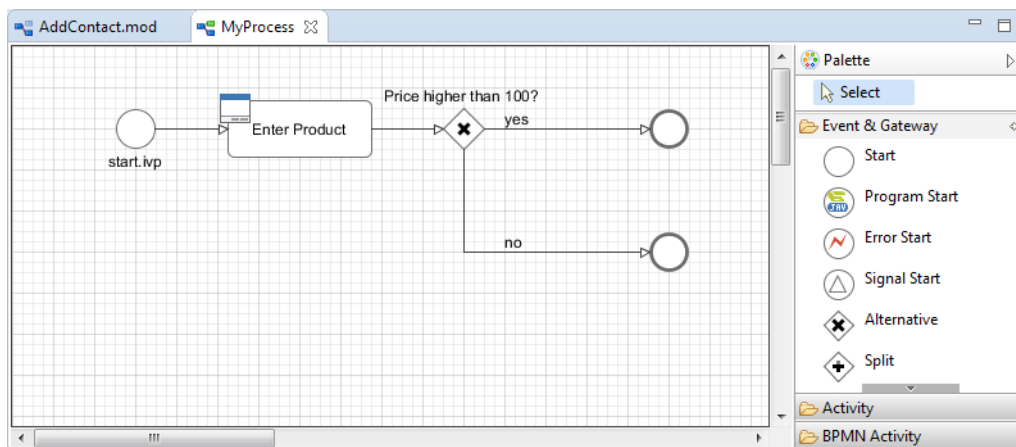 AddContact.mod
MyProcess
Palette
Select
Event & Gateway
Start
Program Start
Error Start
Signal Start
Alternative
Split
Activity
BPMN Activity
Price higher than 100?
Enter Product
yes
start.ivp
no
JAV